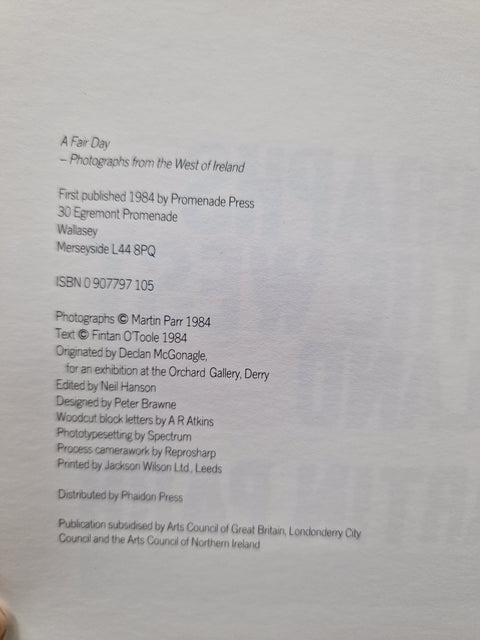 A Fair Day
– Photographs from the West of Ireland
First published 1984 by Promenade Press
30 Egremont Promenade
Wallasey
Merseyside L44 8PQ
ISBN 0 907797 105
Photographs © Martin Parr 1984
Text © Fintan O'Toole 1984
Originated by Declan McGonagle,
for an exhibition at the Orchard Gallery, Derry
Edited by Neil Hanson
Designed by Peter Brawne
Woodcut block letters by A R Atkins
Phototypesetting by Spectrum
Process camerawork by Reprosharp
Printed by Jackson Wilson Ltd., Leeds
Distributed by Phaidon Press
Publication subsidised by Arts Council of Great Britain, Londonderry City
Council and the Arts Council of Northern Ireland